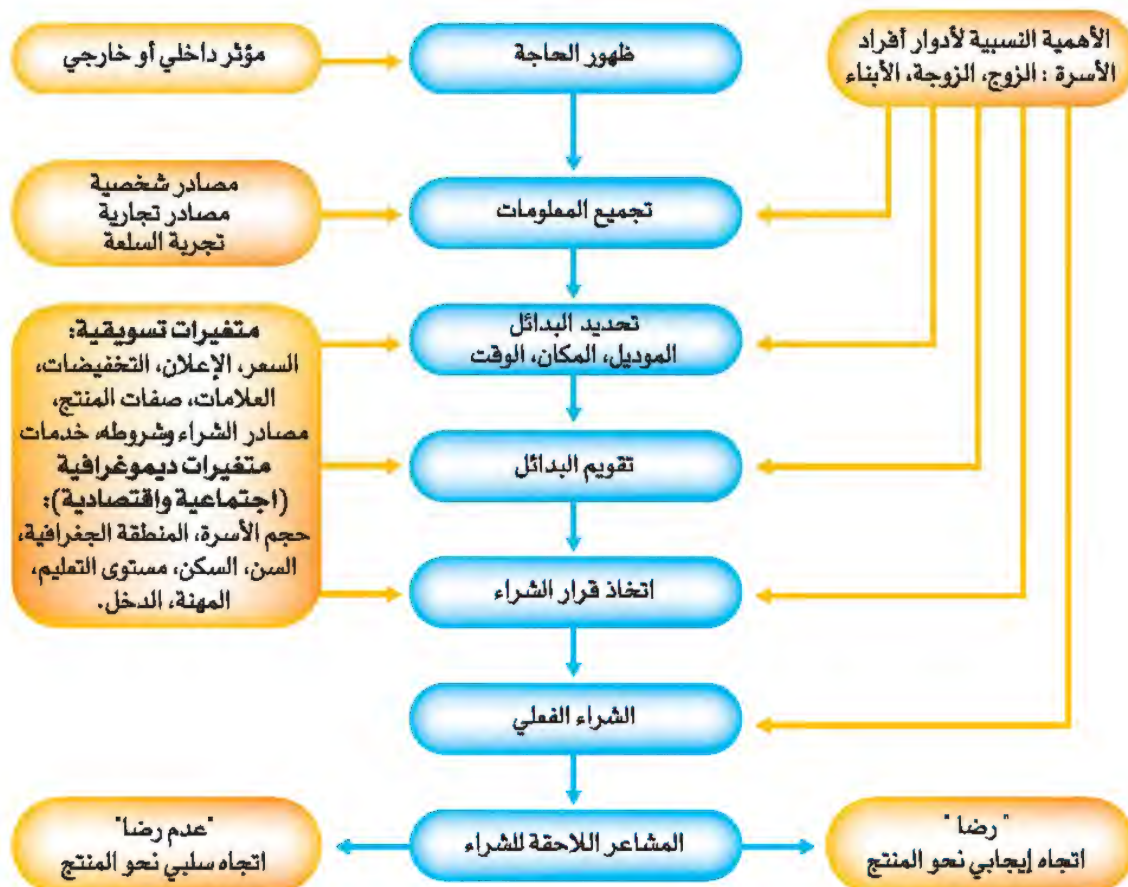 الأهمية النسبية لأدوار أفراد
الأسرة : الزوج، الزوجة، الأبناء
ظهور الحاجة
مؤثر داخلي أو خارجي
تجميع المعلومات
مصادر شخصية
مصادر تجارية
تجربة السلعة
تحديد البدائل
الموديل، المكان، الوقت
متغيرات تسويقية:
السعر، الإعلان، التخفيضات،
العلامات، صفات المنتج،
مصادر الشراء وشروطه، خدمات
متغيرات ديموغرافية
(اجتماعية واقتصادية):
حجم الأسرة، المنطقة الجغرافية،
السن، السكن، مستوى التعليم،
المهنة، الدخل.
تقويم البدائل
اتخاذ قرار الشراء
الشراء الفعلي
المشاعر اللاحقة للشراء
"رضا"
اتجاه إيجابي نحو المنتج
"عدم رضا"
اتجاه سلبي نحو المنتج